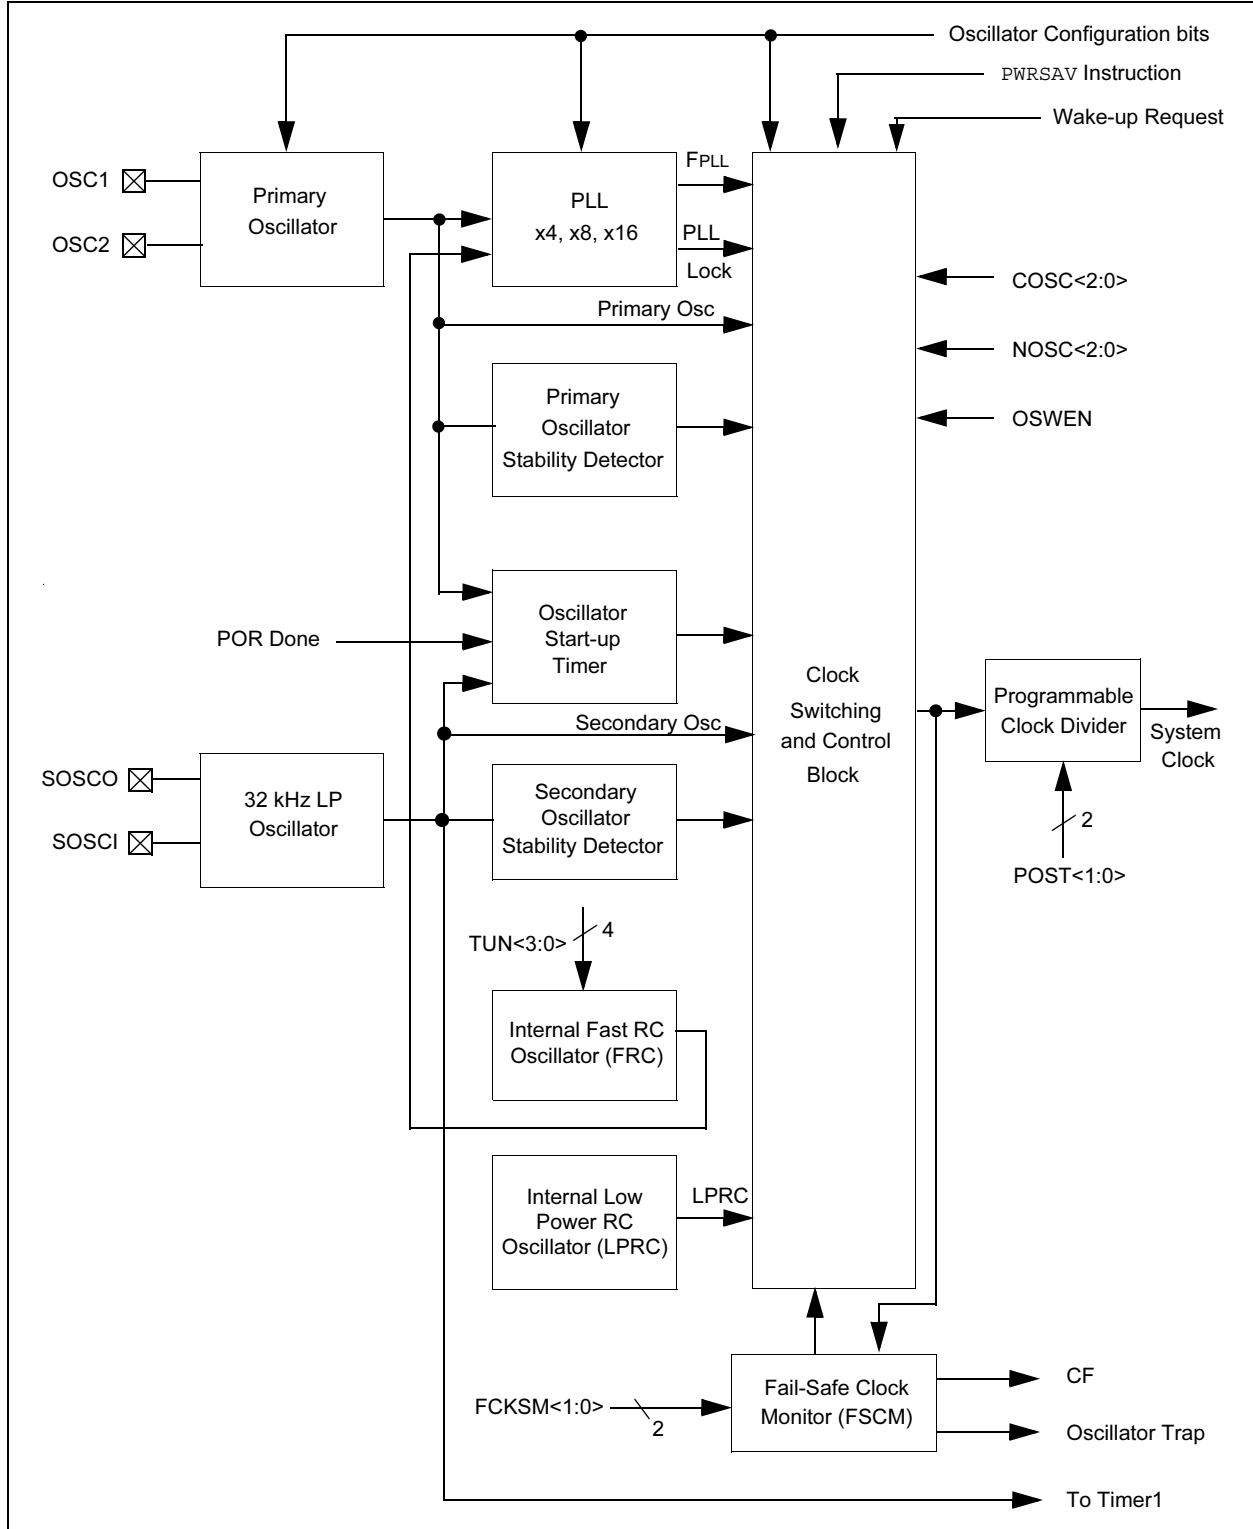 Oscillator Configuration bits
PWRSAV Instruction
Wake-up Request
OSC1
OSC2
Primary
Oscillator
PLL
x4, x8, x16
FPLL
PLL
Lock
COSC<2:0>
Primary Osc
NOSC<2:0>
Primary
Oscillator
Stability Detector
OSWEN
POR Done
Oscillator
Start-up
Timer
Clock
Switching
and Control
Block
Programmable
Clock Divider
System
Clock
Secondary Osc
SOSCO
SOSCI
32 kHz LP
Oscillator
Secondary
Oscillator
Stability Detector
2
POST<1:0>
TUN<3:0>
4
Internal Fast RC
Oscillator (FRC)
Internal Low
Power RC
Oscillator (LPRC)
LPRC
FCKSM<1:0>
2
Fail-Safe Clock
Monitor (FSCM)
CF
Oscillator Trap
To Timer1